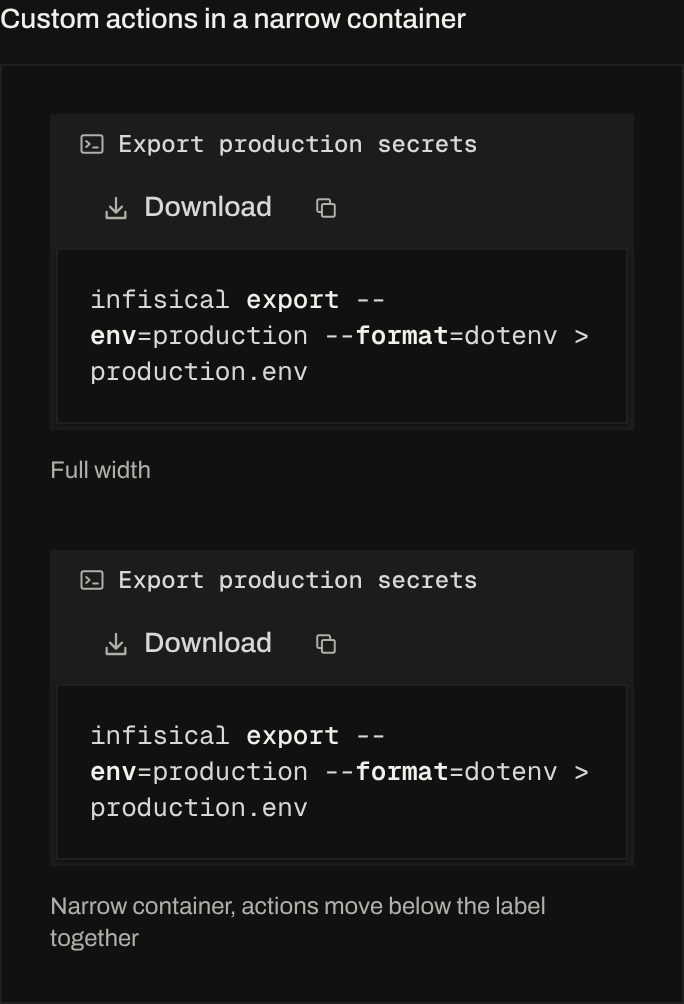 Custom actions in a narrow container
Export production secrets
Download
infisical export --
env=production --format=dotenv >
production.env
Full width
Export production secrets
Download
infisical export --
env=production --format=dotenv >
production.env
Narrow container, actions move below the label
together